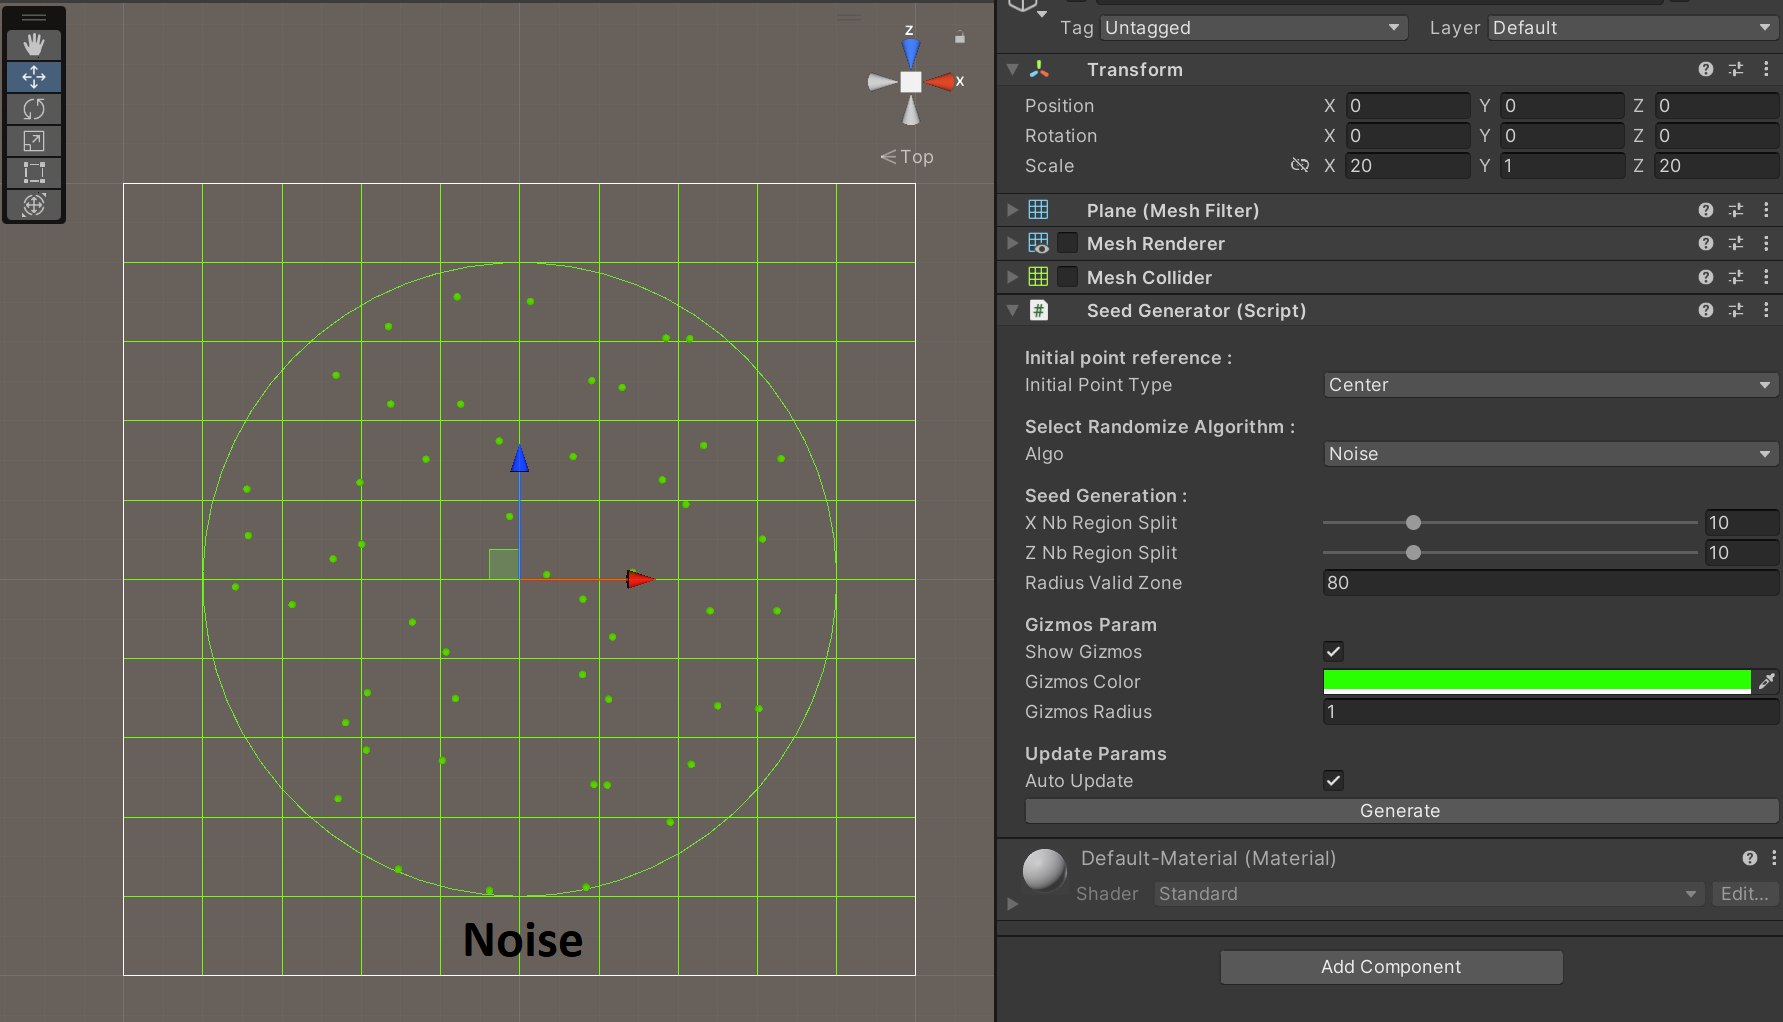 Tag Untagged Layer Default
z
x
Top
Transform
Position X 0 Y 0 Z 0
Rotation X 0 Y 0 Z 0
Scale X 20 Y 1 Z 20
Plane (Mesh Filter)
Mesh Renderer
Mesh Collider
# Seed Generator (Script)
Initial point reference :
Initial Point Type Center
Select Randomize Algorithm :
Algo Noise
Seed Generation :
X Nb Region Split 10
Z Nb Region Split 10
Radius Valid Zone 80
Gizmos Param
Show Gizmos
Gizmos Color
Gizmos Radius 1
Update Params
Auto Update
Generate
Default-Material (Material)
Shader Standard Edit...
Noise
Add Component